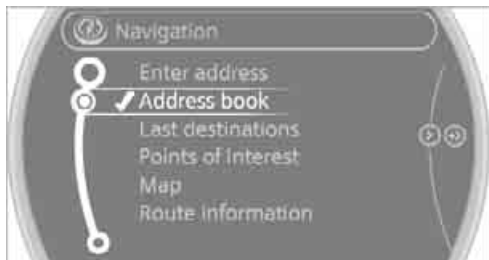 Navigation
Enter address
Address book
Last destinations
Points of Interest
Map
Route information